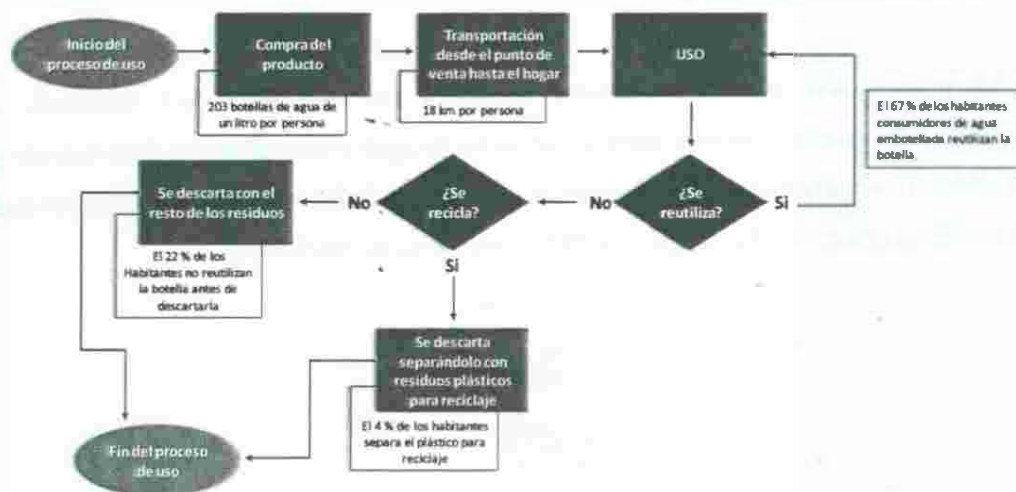 Inicio del
proceso de uso
Compra del
producto
203 botellas de agua de
un litro por persona
Transportación
desde el punto de
venta hasta el hogar
18 km por persona
USO
El 67 % de los habitantes
consumidores de agua
embotellada reutilizan la
botella
¿Se
reutiliza?
Si
No
¿Se
recicla?
No
Se descarta con el
resto de los residuos
El 22 % de los
Habitantes no reutilizan
la botella antes de
descartarla
Si
Se descarta
separándolo con
residuos plásticos
para reciclaje
El 4 % de los habitantes
separa el plástico para
reciclaje
Fin del proceso
de uso